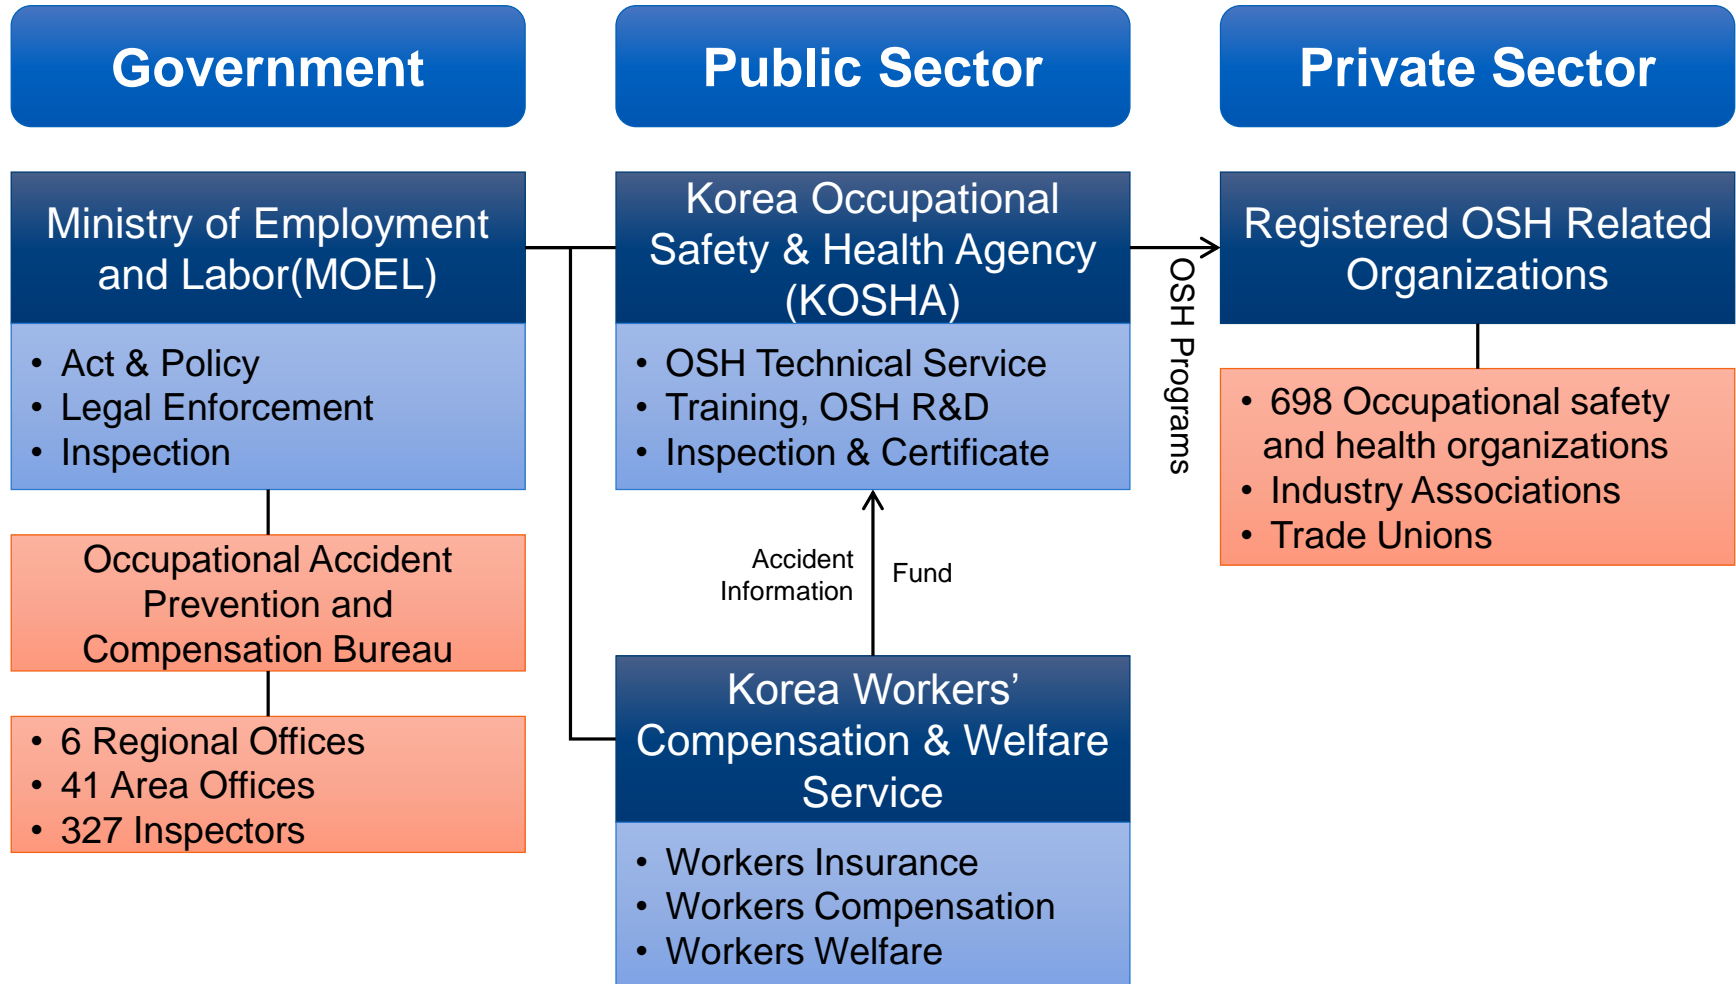 Government
Public Sector
Private Sector
Ministry of Employment
and Labor(MOEL)
• Act & Policy
• Legal Enforcement
• Inspection
Occupational Accident
Prevention and
Compensation Bureau
• 6 Regional Offices
• 41 Area Offices
• 327 Inspectors
Korea Occupational
Safety & Health Agency
(KOSHA)
• OSH Technical Service
• Training, OSH R&D
• Inspection & Certificate
Accident
Information
Fund
Korea Workers’
Compensation & Welfare
Service
• Workers Insurance
• Workers Compensation
• Workers Welfare
OSH Programs
Registered OSH Related
Organizations
• 698 Occupational safety
and health organizations
• Industry Associations
• Trade Unions